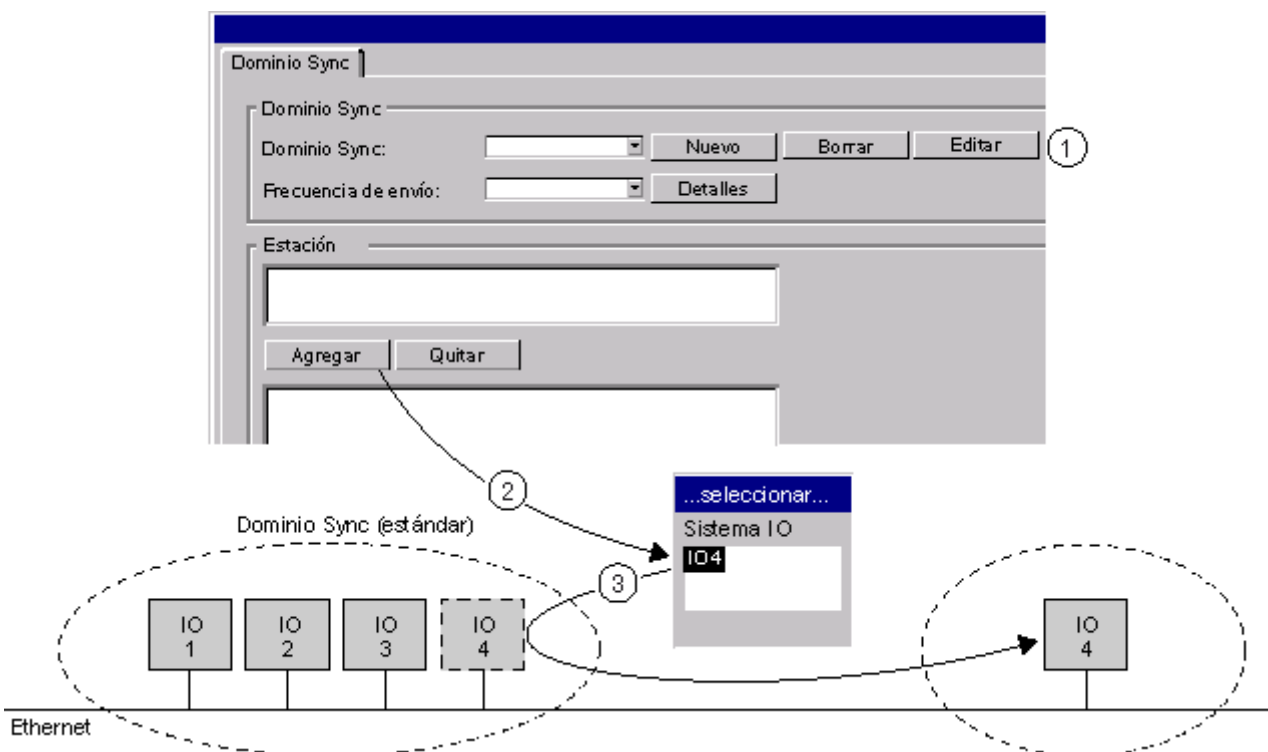 Dominio Sync
Dominio Sync
Dominio Sync: Nuevo Borrar Editar 1
Frecuencia de envío: Detalles
Estación
Agregar Quitar
2
...seleccionar...
Sistema IO
IO4
3
Dominio Sync (estándar)
IO 1
IO 2
IO 3
IO 4
IO 4
Ethernet